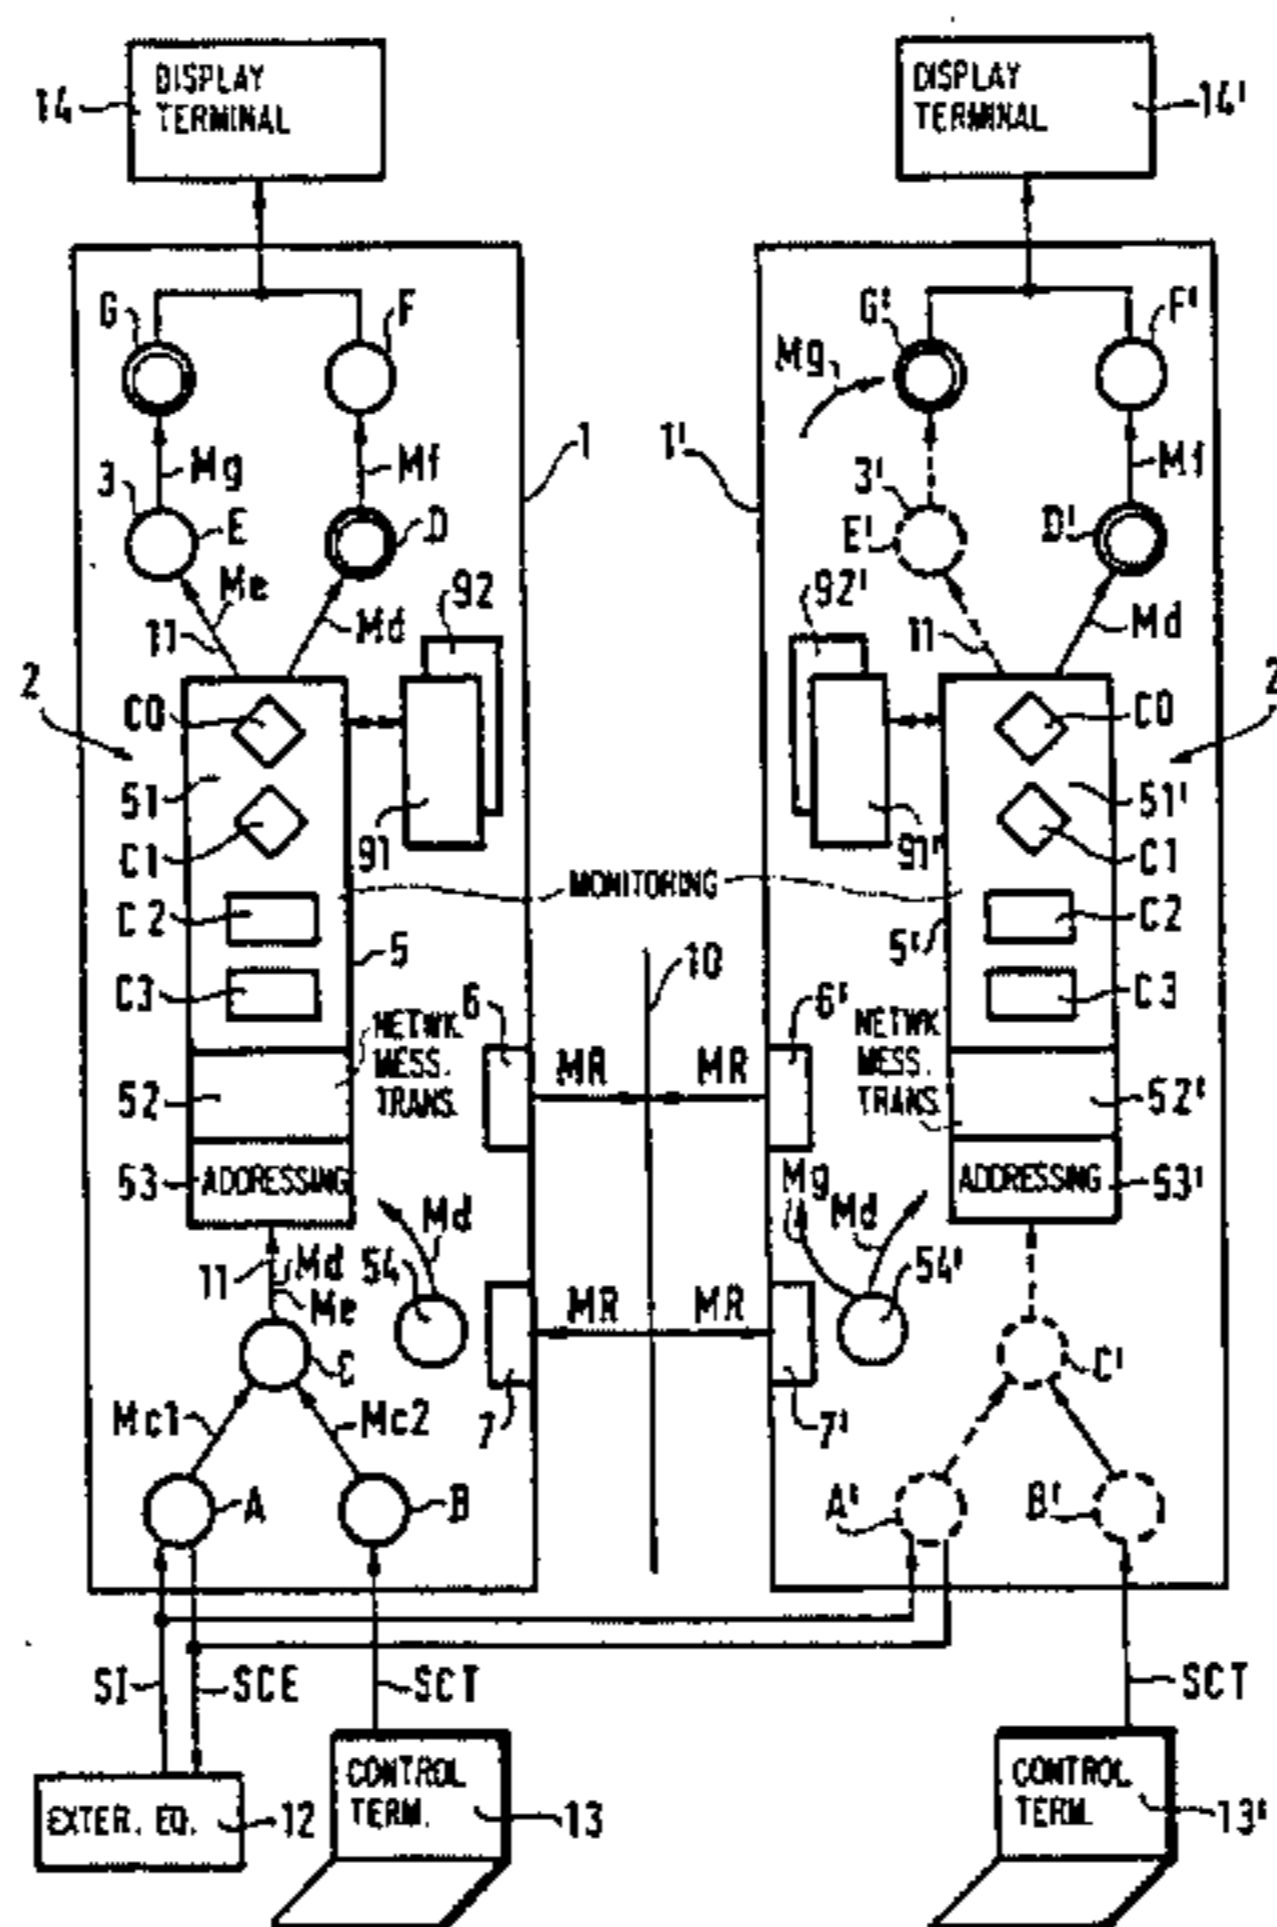 DISPLAY
TERMINAL
14
DISPLAY
TERMINAL
14'
G
F
G'
F'
Mg
3
Mg
E
Mf
D
1
1'
3'
E'
Mf
D'
Me
11
Md
92
92'
11
Md
2
C0
51
C1
91
C0
51'
C1
91'
2
MONITORING
C2
5
C3
C2
5'
C3
10
6
6'
NETWK.
MESS.
TRANS.
NETWK.
MESS.
TRANS.
52
52'
MR
MR
53
ADDRESSING
ADDRESSING
53'
Md
Mg
Md
11
Md
Me
54
54'
MR
MR
C
C'
Mc1
Mc2
7
7'
A
B
A'
B'
SI
SCE
SCT
SCT
EXTER. EQ.
12
CONTROL
TERM.
13
CONTROL
TERM.
13'